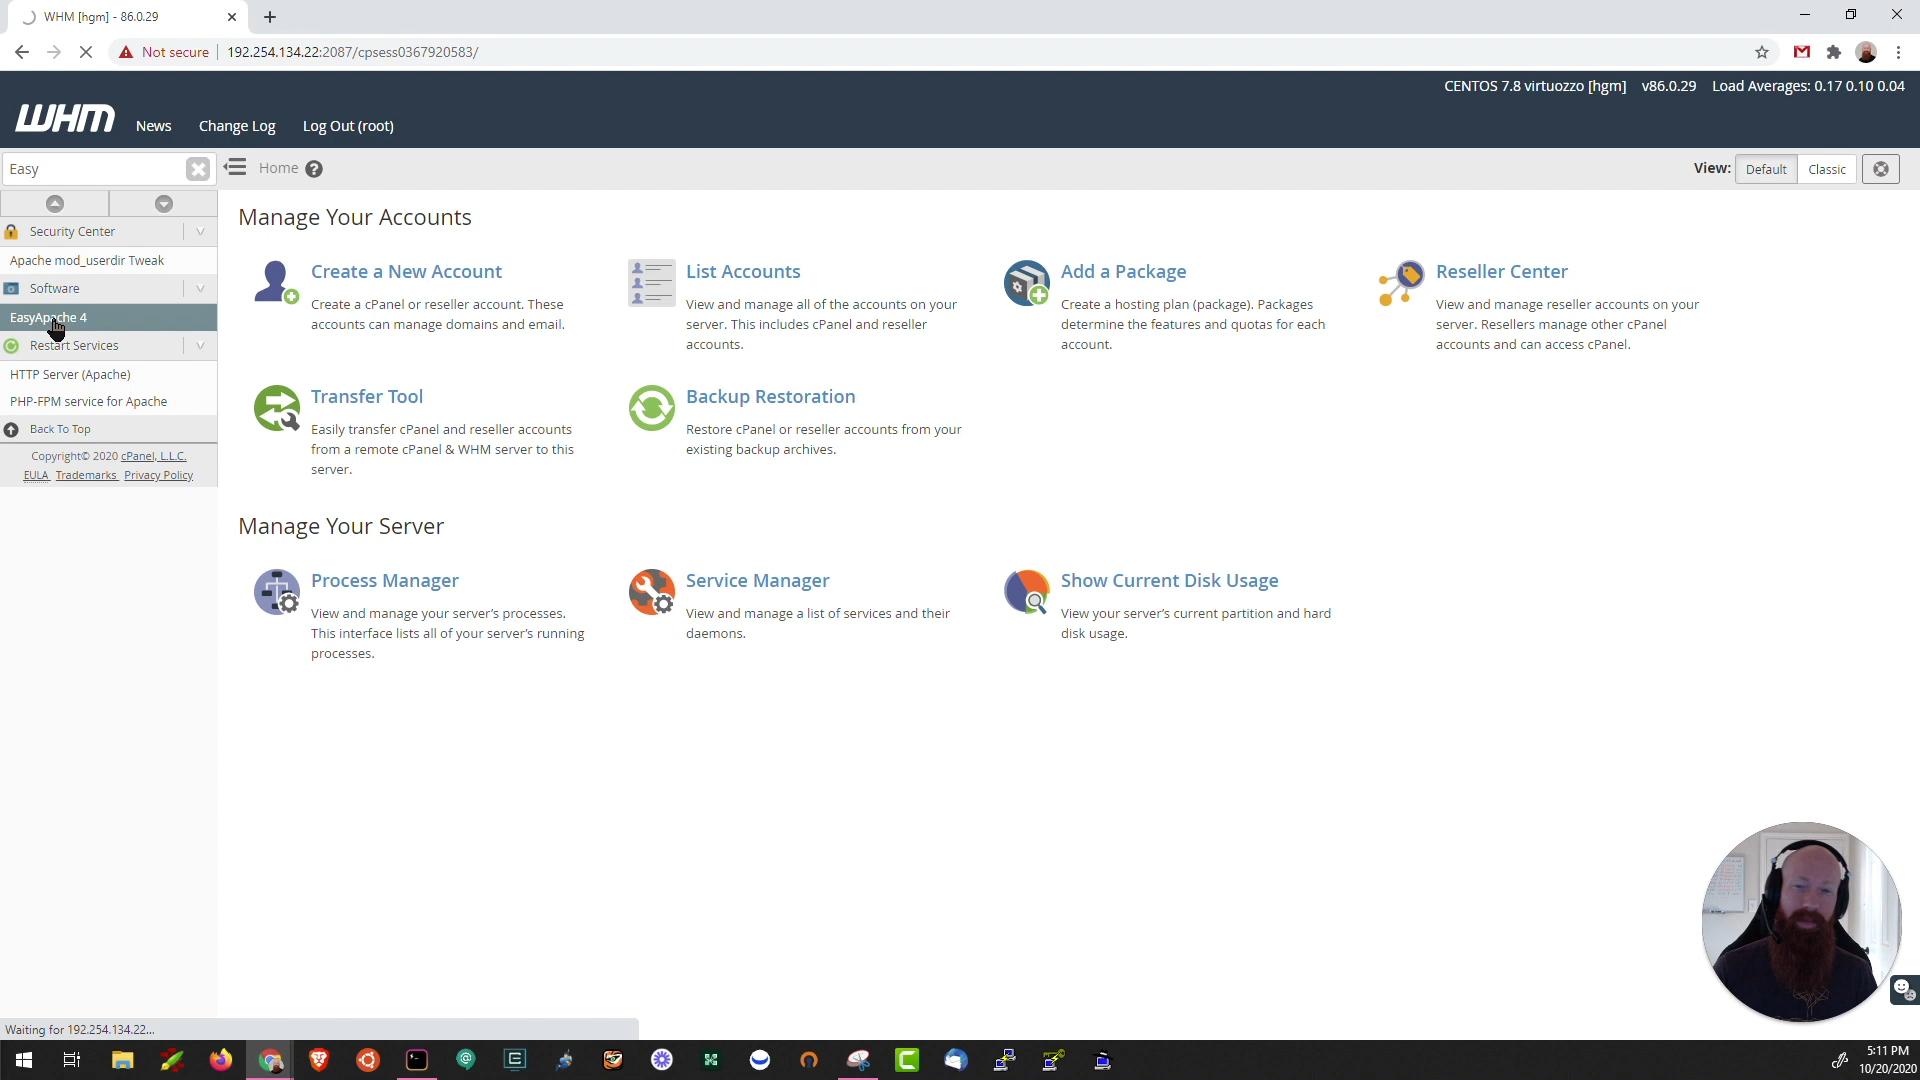 WHM [hgm] - 86.0.29
Not secure 192.254.134.22:2087/cpsess0367920583/
CENTOS 7.8 virtuozzo [hgm] v86.0.29 Load Averages: 0.17 0.10 0.04
WHM News Change Log Log Out (root)
Easy
Home
View: Default Classic
Security Center
Apache mod_userdir Tweak
Software
EasyApache 4
Restart Services
HTTP Server (Apache)
PHP-FPM service for Apache
Back To Top
Copyright© 2020 cPanel, L.L.C.
EULA Trademarks Privacy Policy
Manage Your Accounts
Create a New Account
Create a cPanel or reseller account. These
accounts can manage domains and email.
List Accounts
View and manage all of the accounts on your
server. This includes cPanel and reseller
accounts.
Add a Package
Create a hosting plan (package). Packages
determine the features and quotas for each
account.
Reseller Center
View and manage reseller accounts on your
server. Resellers manage other cPanel
accounts and can access cPanel.
Transfer Tool
Easily transfer cPanel and reseller accounts
from a remote cPanel & WHM server to this
server.
Backup Restoration
Restore cPanel or reseller accounts from your
existing backup archives.
Manage Your Server
Process Manager
View and manage your server's processes.
This interface lists all of your server's running
processes.
Service Manager
View and manage a list of services and their
daemons.
Show Current Disk Usage
View your server's current partition and hard
disk usage.
Waiting for 192.254.134.22...
5:11 PM
10/20/2020